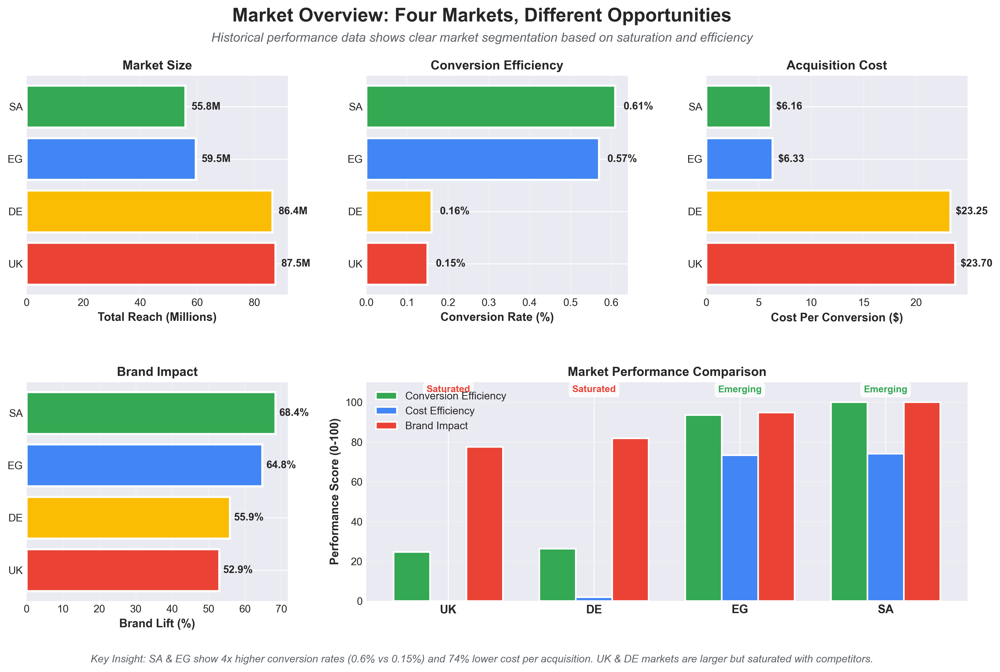 Market Overview: Four Markets, Different Opportunities
Historical performance data shows clear market segmentation based on saturation and efficiency
Market Size
SA
55.8M
EG
59.5M
DE
86.4M
UK
87.5M
0 20 40 60 80
Total Reach (Millions)
Conversion Efficiency
SA
0.61%
EG
0.57%
DE
0.16%
UK
0.15%
0.0 0.1 0.2 0.3 0.4 0.5 0.6
Conversion Rate (%)
Acquisition Cost
SA
$6.16
EG
$6.33
DE
$23.25
UK
$23.70
0 5 10 15 20
Cost Per Conversion ($)
Brand Impact
SA
68.4%
EG
64.8%
DE
55.9%
UK
52.9%
0 10 20 30 40 50 60 70
Brand Lift (%)
Market Performance Comparison
Saturated Saturated Emerging Emerging
Conversion Efficiency
Cost Efficiency
Brand Impact
Performance Score (0-100)
100
80
60
40
20
0
UK DE EG SA
Key Insight: SA & EG show 4x higher conversion rates (0.6% vs 0.15%) and 74% lower cost per acquisition. UK & DE markets are larger but saturated with competitors.